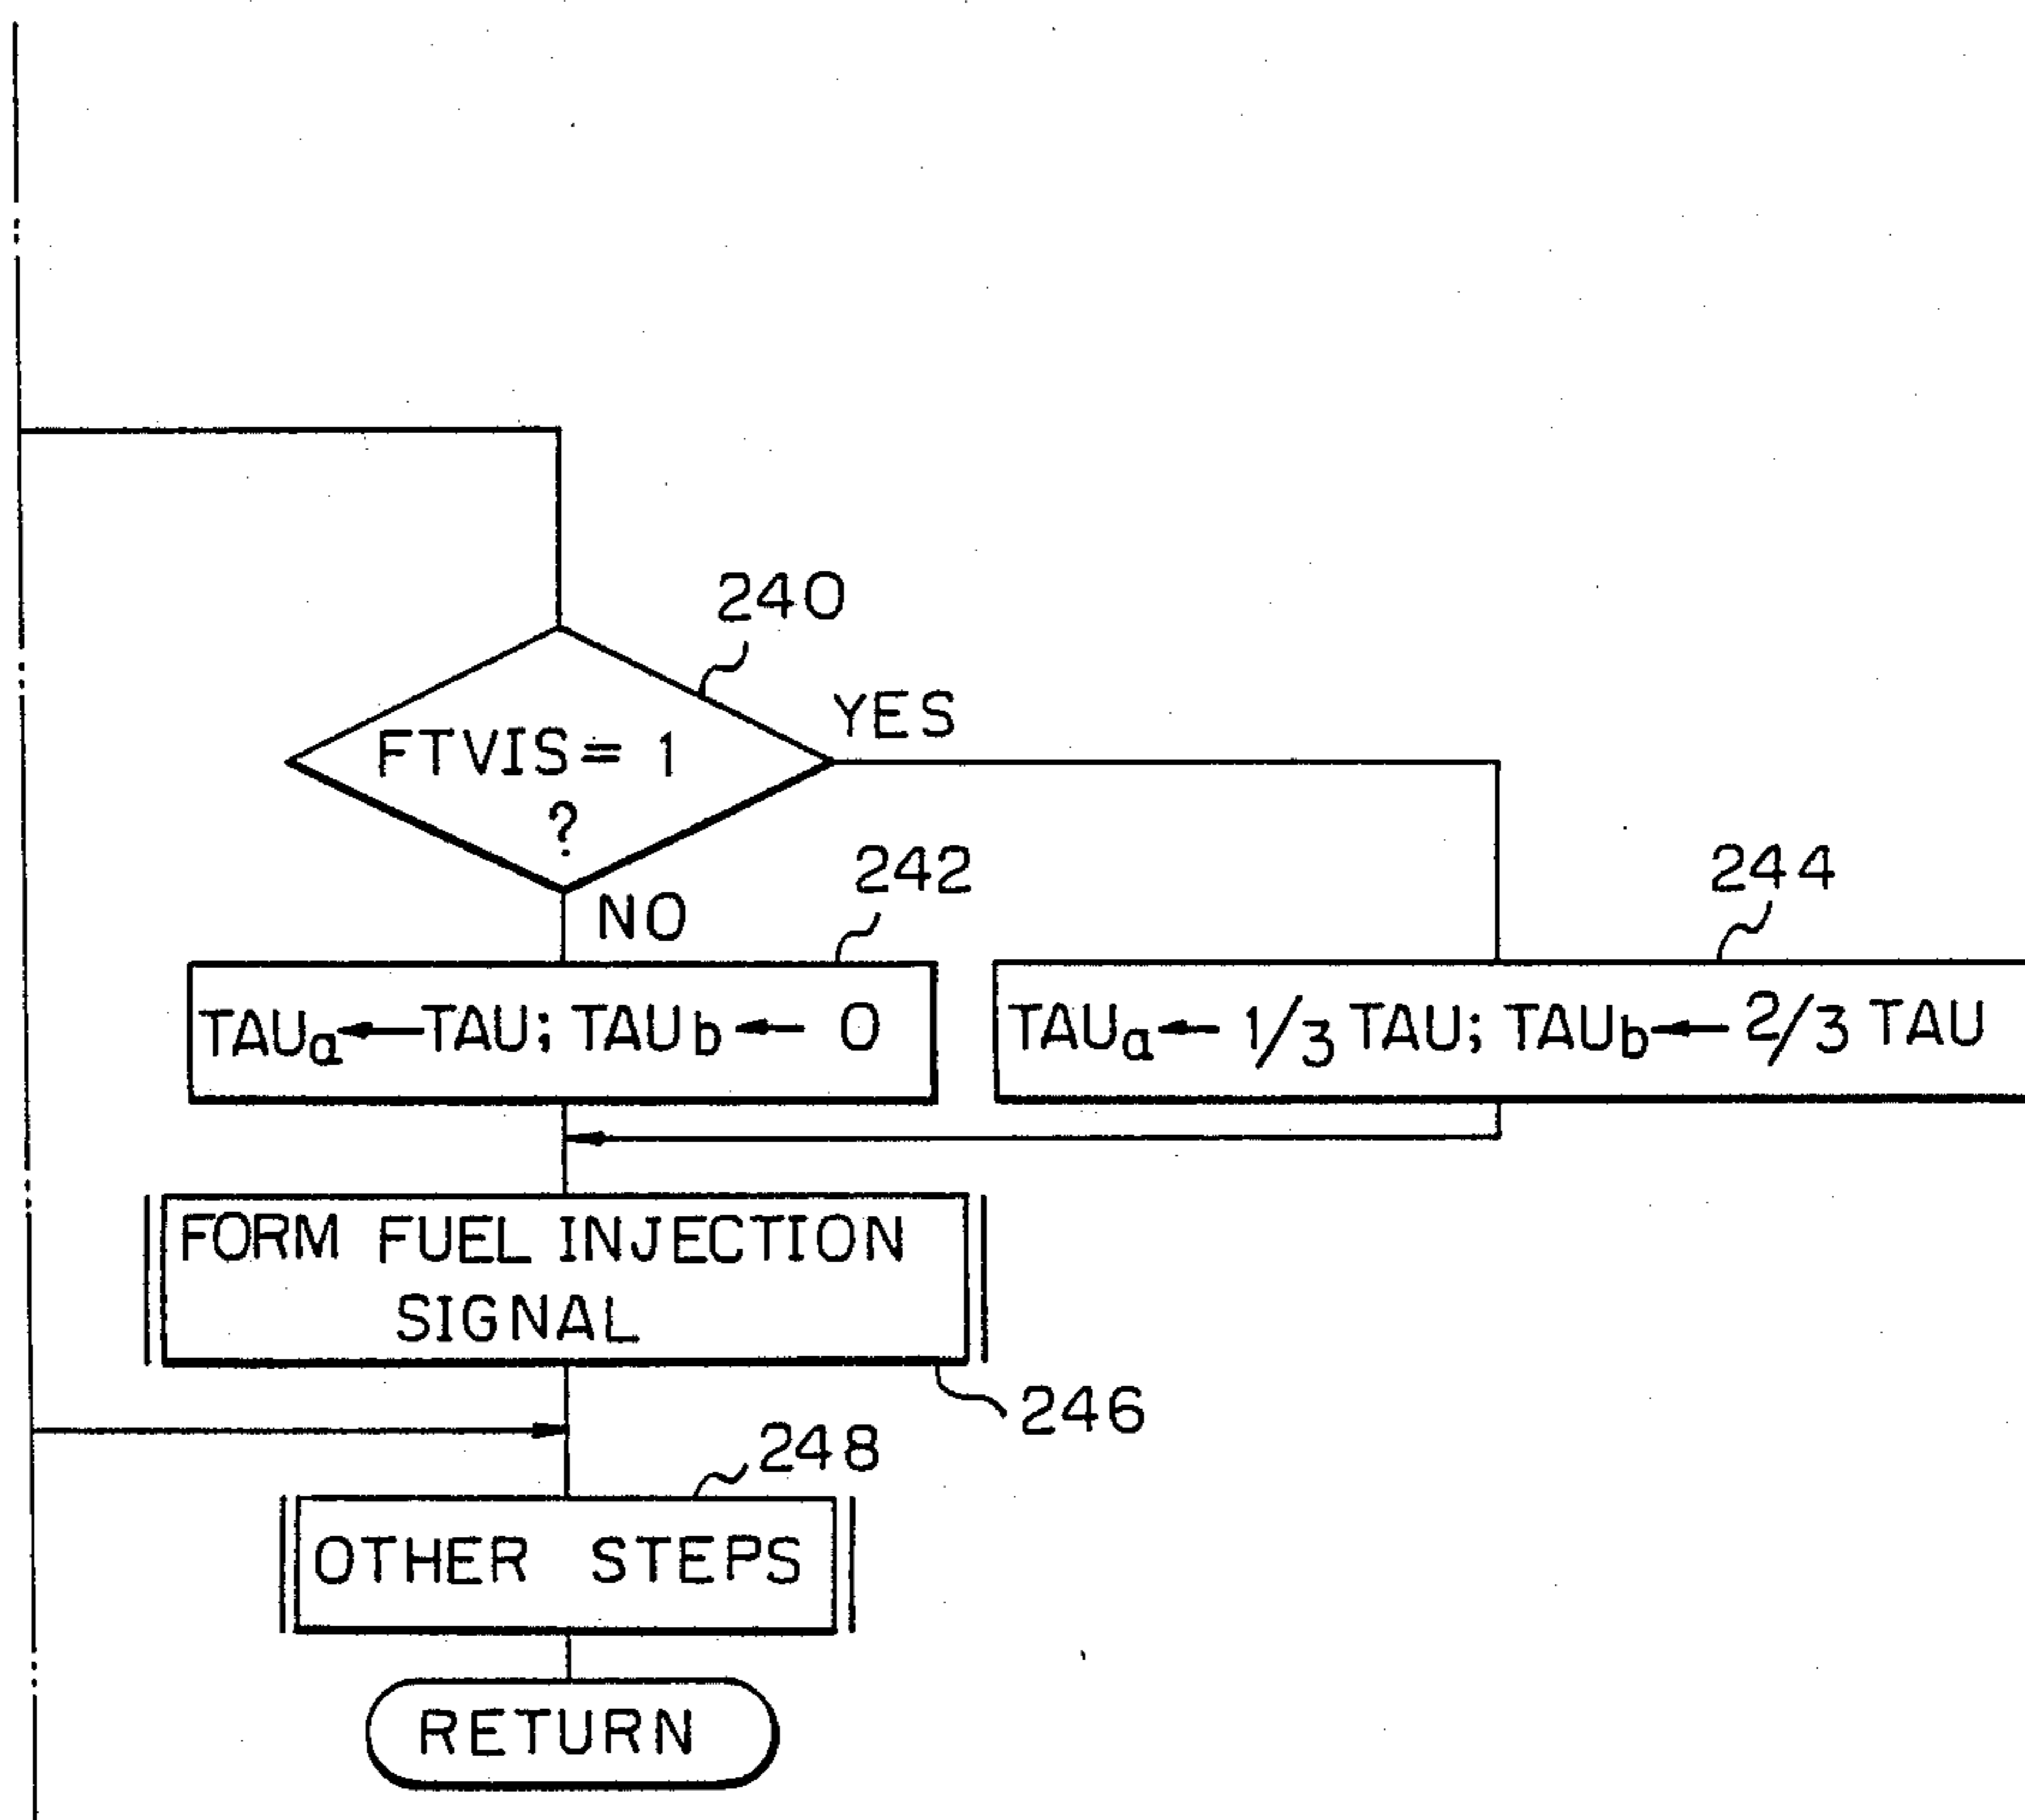 240
YES
FTVIS= 1
?
NO
242
244
TAUa←TAU; TAUb← 0
TAUa← 1/3 TAU; TAUb← 2/3 TAU
FORM FUEL INJECTION
SIGNAL
246
248
OTHER STEPS
RETURN